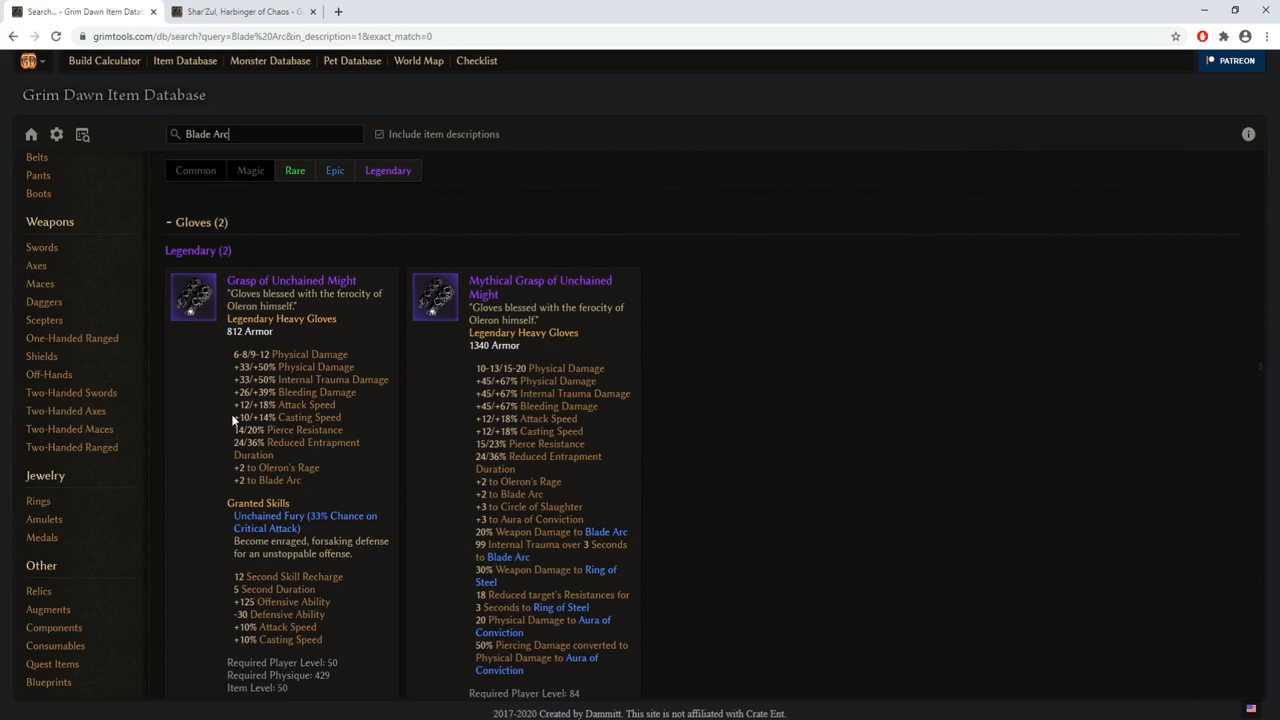 Search... - Grim Dawn Item Datab
Shar'Zul, Harbinger of Chaos - G
grimtools.com/db/search?query=Blade%20Arc&in_description=1&exact_match=0
Build Calculator
Item Database
Monster Database
Pet Database
World Map
Checklist
PATREON
Grim Dawn Item Database
Blade Arc
Include item descriptions
Belts
Pants
Boots
Weapons
Swords
Axes
Maces
Daggers
Scepters
One-Handed Ranged
Shields
Off-Hands
Two-Handed Swords
Two-Handed Axes
Two-Handed Maces
Two-Handed Ranged
Jewelry
Rings
Amulets
Medals
Other
Relics
Augments
Components
Consumables
Quest Items
Blueprints
Common
Magic
Rare
Epic
Legendary
- Gloves (2)
Legendary (2)
Grasp of Unchained Might
"Gloves blessed with the ferocity of
Oleron himself."
Legendary Heavy Gloves
812 Armor
6-8/9-12 Physical Damage
+33/+50% Physical Damage
+33/+50% Internal Trauma Damage
+26/+39% Bleeding Damage
+12/+18% Attack Speed
+10/+14% Casting Speed
14/20% Pierce Resistance
24/36% Reduced Entrapment
Duration
+2 to Oleron's Rage
+2 to Blade Arc
Granted Skills
Unchained Fury (33% Chance on
Critical Attack)
Become enraged, forsaking defense
for an unstoppable offense.
12 Second Skill Recharge
5 Second Duration
+125 Offensive Ability
-30 Defensive Ability
+10% Attack Speed
+10% Casting Speed
Required Player Level: 50
Required Physique: 429
Item Level: 50
Mythical Grasp of Unchained
Might
"Gloves blessed with the ferocity of
Oleron himself."
Legendary Heavy Gloves
1340 Armor
10-13/15-20 Physical Damage
+45/+67% Physical Damage
+45/+67% Internal Trauma Damage
+45/+67% Bleeding Damage
+12/+18% Attack Speed
+12/+18% Casting Speed
15/23% Pierce Resistance
24/36% Reduced Entrapment
Duration
+2 to Oleron's Rage
+2 to Blade Arc
+3 to Circle of Slaughter
+3 to Aura of Conviction
20% Weapon Damage to Blade Arc
99 Internal Trauma over 3 Seconds
to Blade Arc
30% Weapon Damage to Ring of
Steel
18 Reduced target's Resistances for
3 Seconds to Ring of Steel
20 Physical Damage to Aura of
Conviction
50% Piercing Damage converted to
Physical Damage to Aura of
Conviction
Required Player Level: 84
2017-2020 Created by Dammitt. This site is not affiliated with Crate Ent.